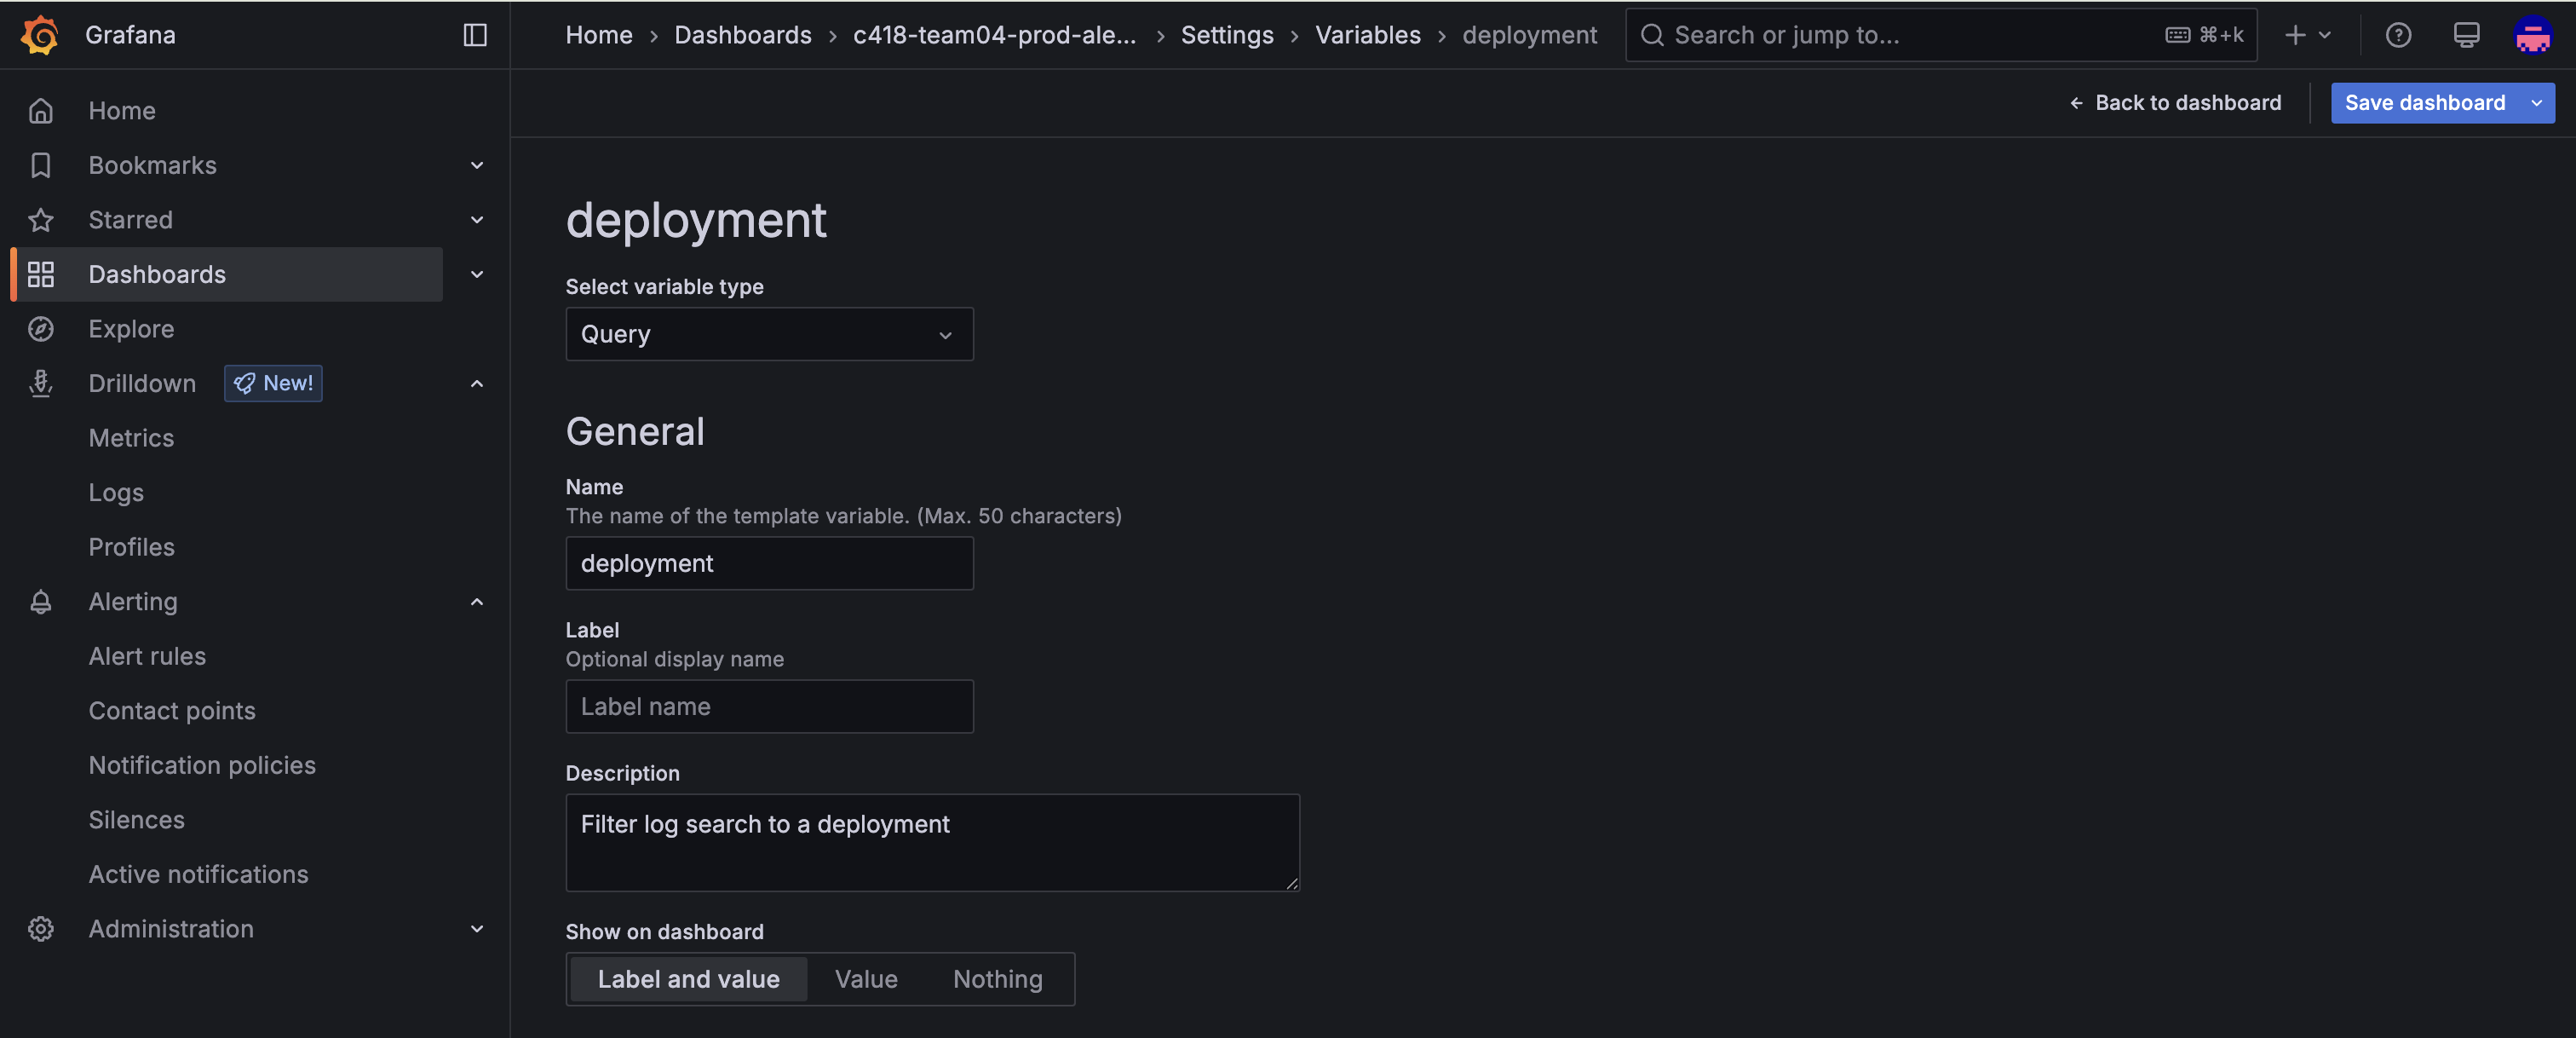 Grafana
Home › Dashboards › c418-team04-prod-ale... › Settings › Variables › deployment
Search or jump to... ⌘+k
Back to dashboard
Save dashboard
Home
Bookmarks
Starred
Dashboards
Explore
Drilldown New!
Metrics
Logs
Profiles
Alerting
Alert rules
Contact points
Notification policies
Silences
Active notifications
Administration
deployment
Select variable type
Query
General
Name
The name of the template variable. (Max. 50 characters)
deployment
Label
Optional display name
Label name
Description
Filter log search to a deployment
Show on dashboard
Label and value Value Nothing